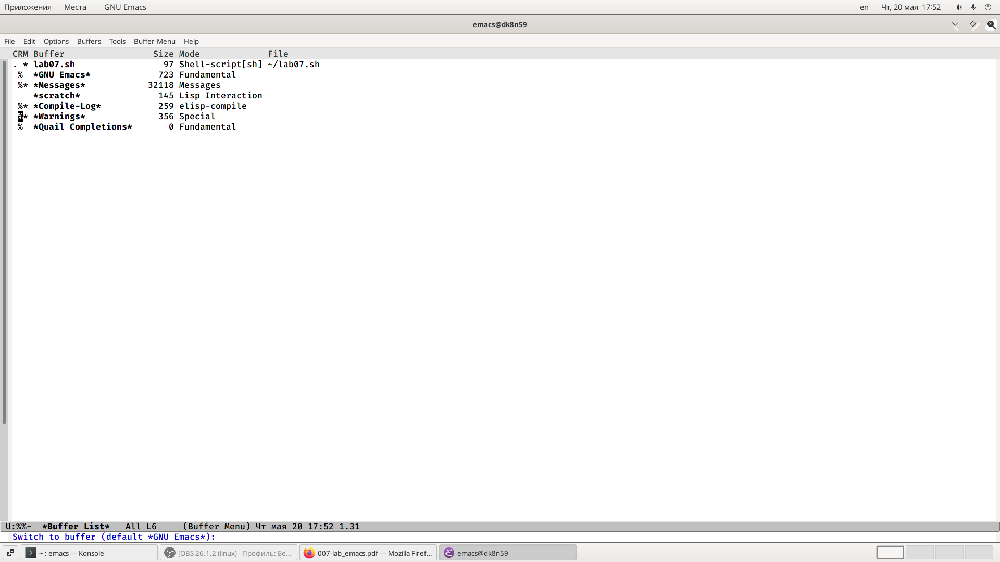 Приложения Места GNU Emacs en Чт, 20 мая 17:52
emacs@dk8n59
File Edit Options Buffers Tools Buffer-Menu Help
CRM Buffer Size Mode File
. * lab07.sh 97 Shell-script[sh] ~/lab07.sh
% *GNU Emacs* 723 Fundamental
%* *Messages* 32118 Messages
*scratch* 145 Lisp Interaction
%* *Compile-Log* 259 elisp-compile
%* *Warnings* 356 Special
% *Quail Completions* 0 Fundamental
U:%%- *Buffer List* All L6 (Buffer Menu) Чт мая 20 17:52 1.31
Switch to buffer (default *GNU Emacs*):
~ : emacs — Konsole [OBS 26.1.2 (linux) - Профиль: Бе... 007-lab_emacs.pdf — Mozilla Firef... emacs@dk8n59